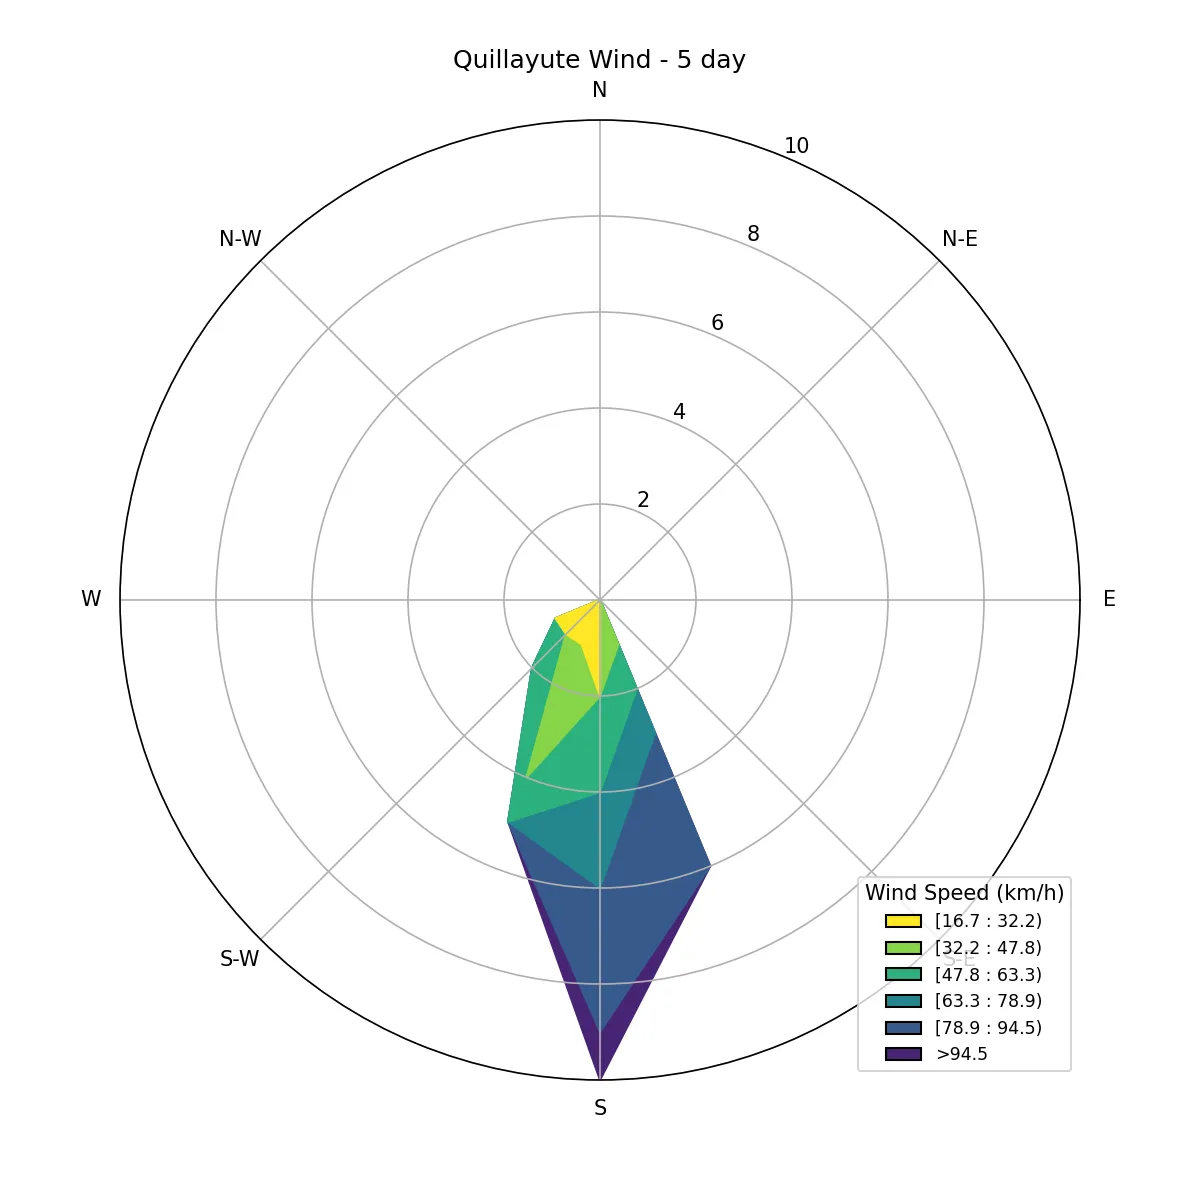 Quillayute Wind - 5 day
N
10
N-W
N-E
8
6
4
2
W
E
Wind Speed (km/h)
[16.7 : 32.2)
[32.2 : 47.8)
S-W
S-E
[47.8 : 63.3)
[63.3 : 78.9)
[78.9 : 94.5)
>94.5
S